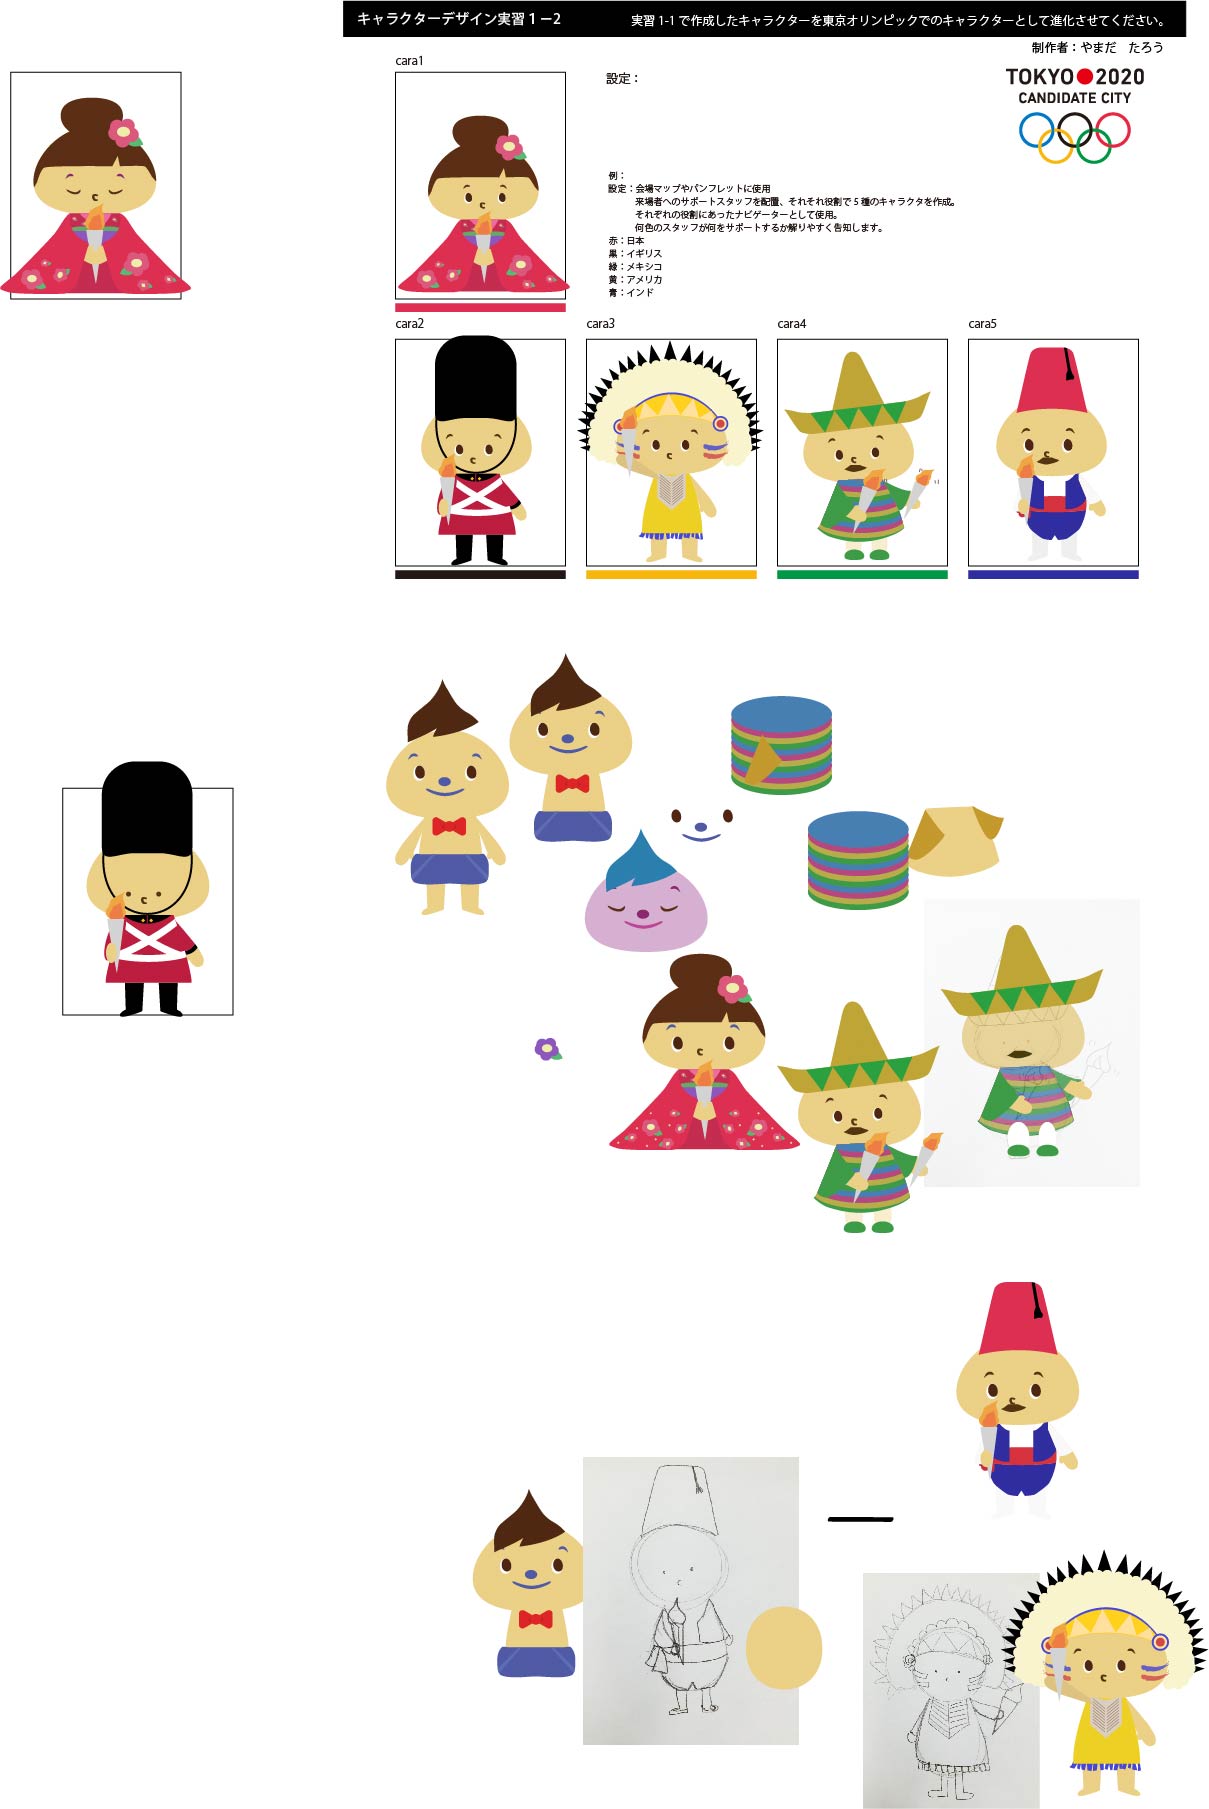 キャラクターデザイン実習 1－2
実習 1-1 で作成したキャラクターを東京オリンピックでのキャラクターとして進化させてください。
制作者：やまだ　たろう
cara1
設定：
TOKYO 2020
CANDIDATE CITY
例：
設定：会場マップやパンフレットに使用
来場者へのサポートスタッフを配置、それそれ役割で 5 種のキャラクタを作成。
それぞれの役割にあったナビゲーターとして使用。
何色のスタッフが何をサポートするか解りやすく告知します。
赤：日本
黒：イギリス
緑：メキシコ
黄：アメリカ
青：インド
cara2
cara3
cara4
cara5